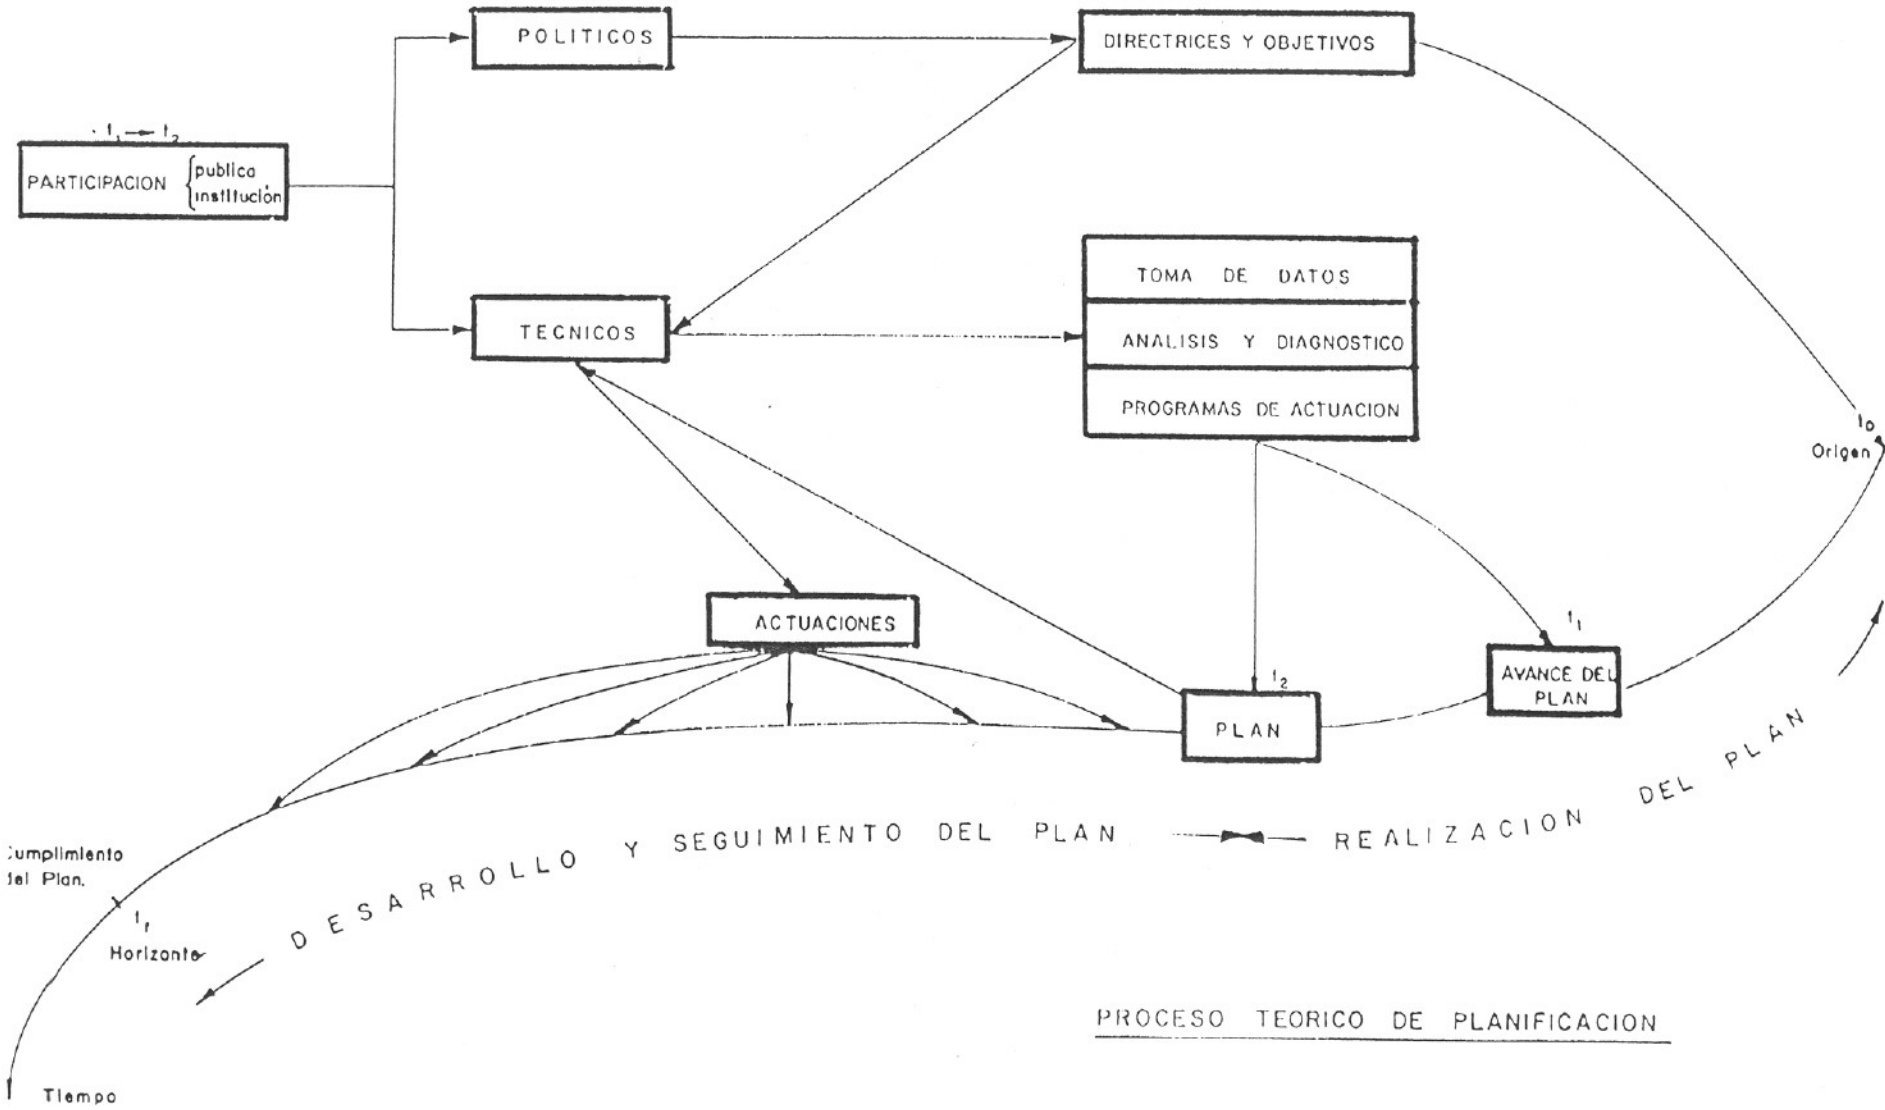 POLITICOS
DIRECTRICES Y OBJETIVOS
t₁ → t₂
PARTICIPACION { publica
institución
TOMA DE DATOS
TECNICOS
ANALISIS Y DIAGNOSTICO
PROGRAMAS DE ACTUACION
t₀
Origen
ACTUACIONES
t₁
AVANCE DEL
PLAN
t₂
PLAN
DESARROLLO Y SEGUIMIENTO DEL PLAN
REALIZACION DEL PLAN
umplimiento
del Plan.
Horizante
PROCESO TEORICO DE PLANIFICACION
Tiempo